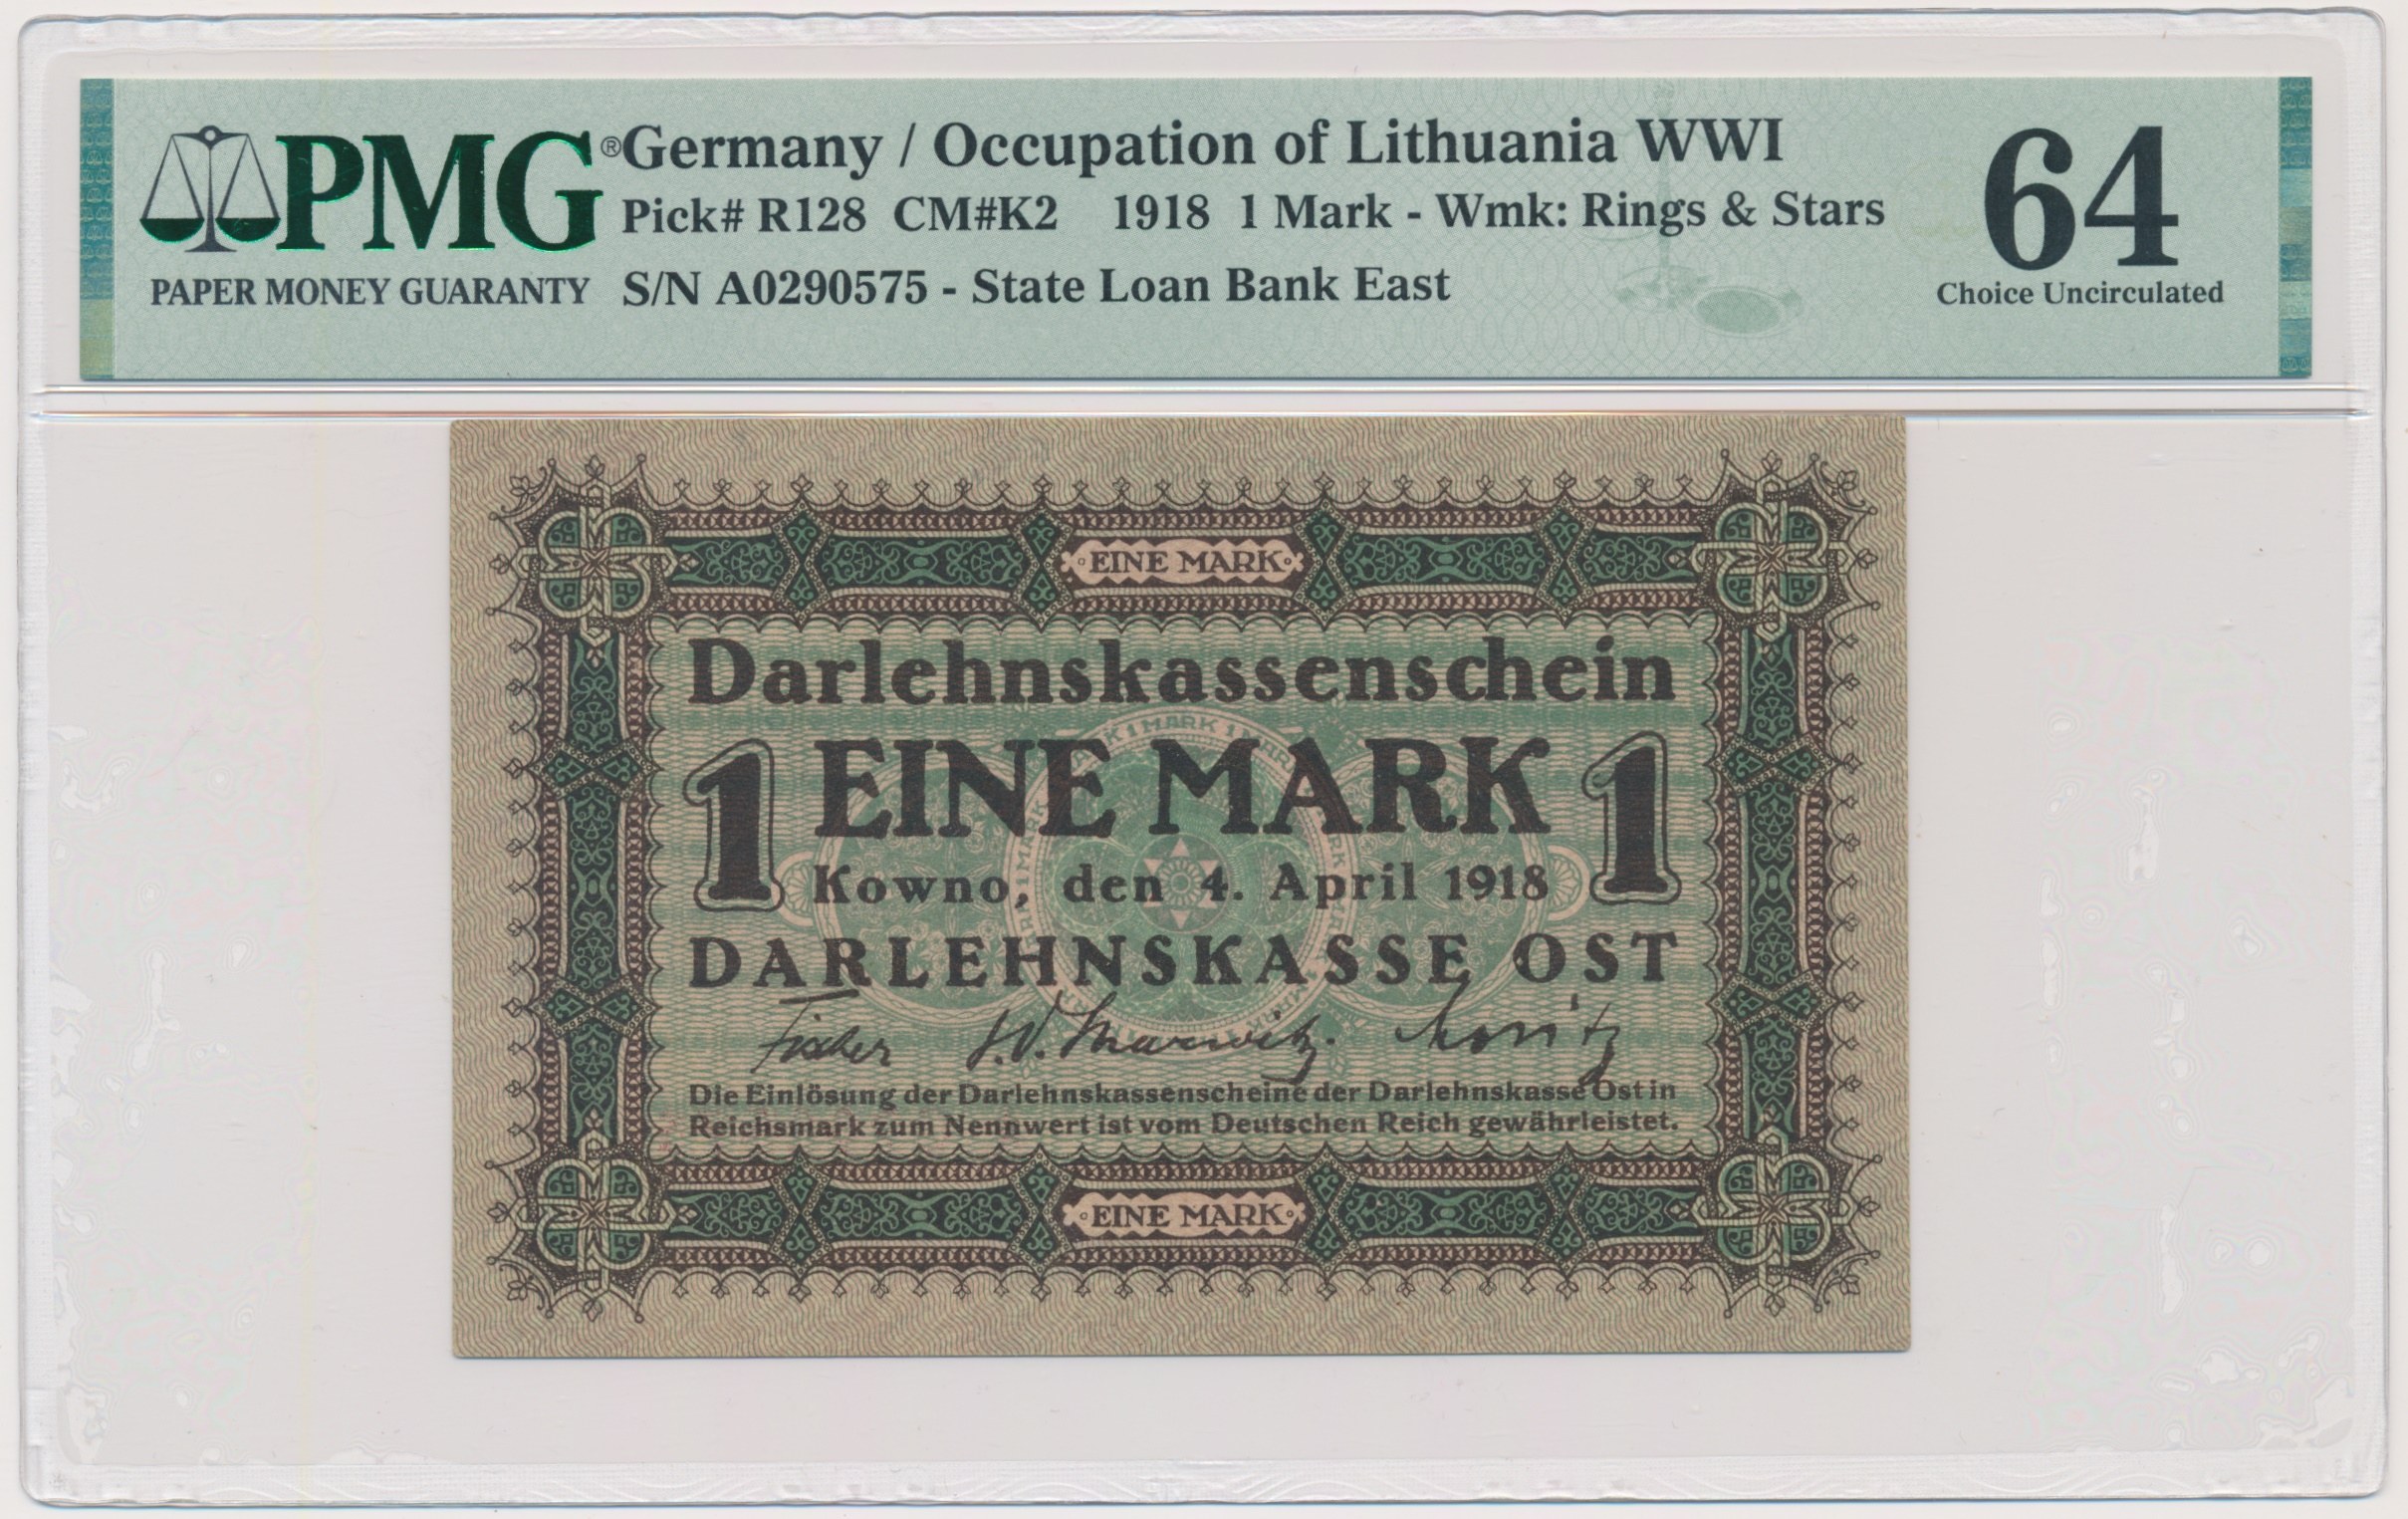 PMG®
PAPER MONEY GUARANTY
Germany / Occupation of Lithuania WWI
Pick# R128 CM#K2 1918 1 Mark - Wmk: Rings & Stars
S/N A0290575 - State Loan Bank East
64
Choice Uncirculated
EINE MARK
Darlehnskassenschein
1 EINE MARK 1
Kowno, den 4. April 1918
DARLEHNSKASSE OST
Die Einlösung der Darlehnskassenscheine der Darlehnskasse Ost in
Reichsmark zum Nennwert ist vom Deutschen Reich gewährleistet.
EINE MARK